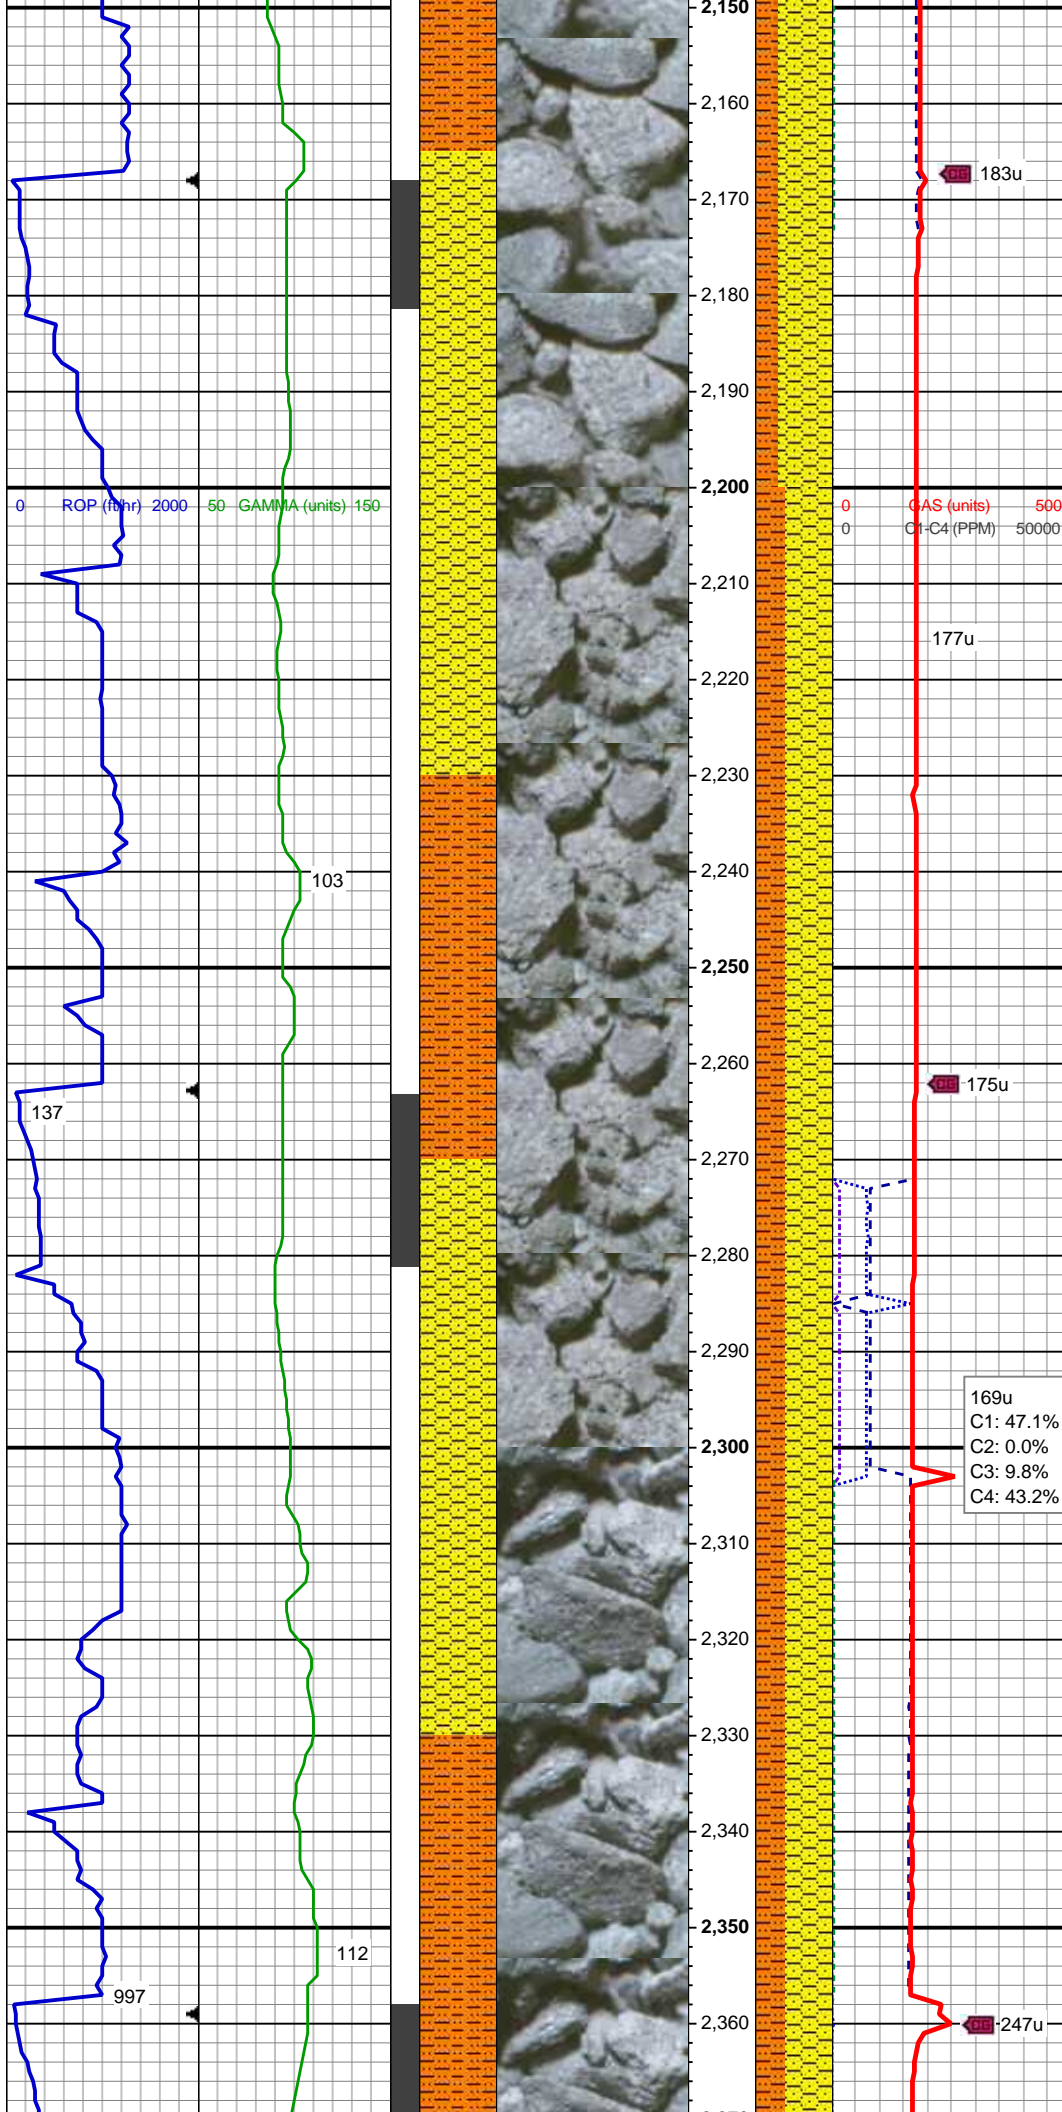 2,150
2,160
CG 183u
2,170
2,180
2,190
2,200
0 ROP (ft/hr) 2000 50 GAMMA (units) 150
0 GAS (units) 500
0 C1-C4 (PPM) 50000
2,210
177u
2,220
2,230
2,240
103
2,250
2,260
CG 175u
137
2,270
2,280
2,290
169u
C1: 47.1%
C2: 0.0%
C3: 9.8%
C4: 43.2%
2,300
2,310
2,320
2,330
2,340
2,350
112
997
2,360
CG 247u